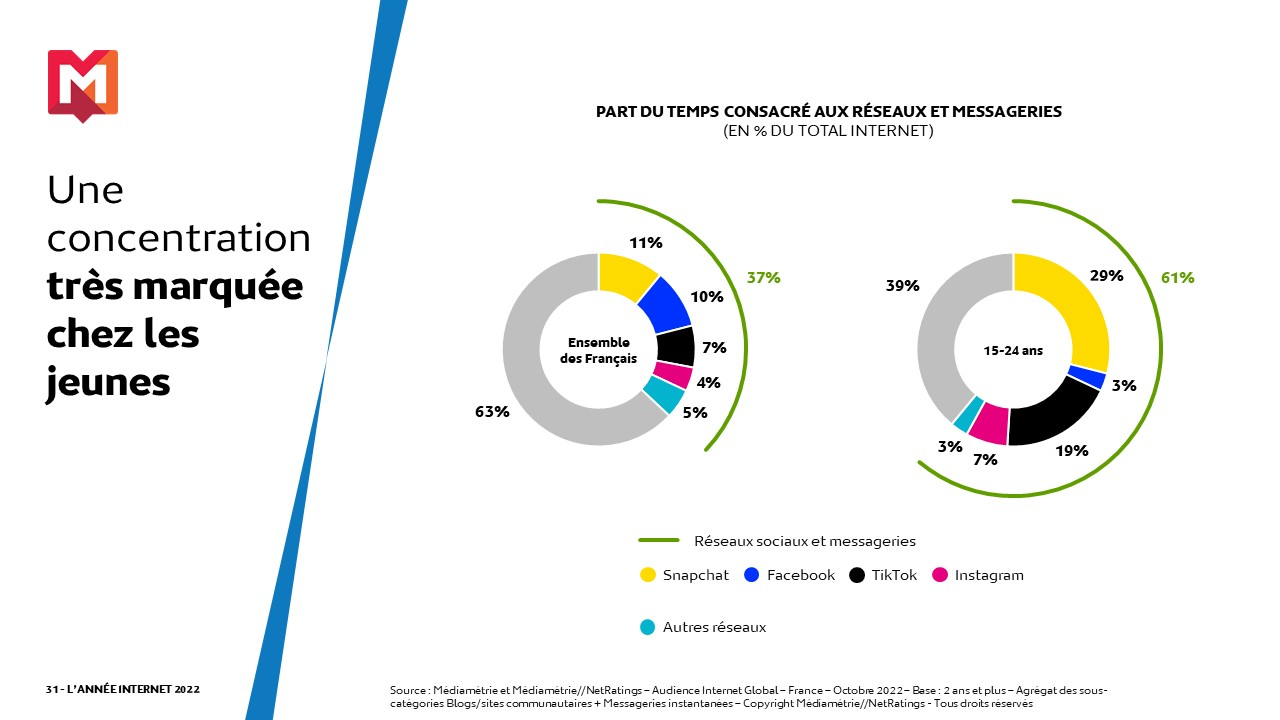 M
Une
concentration
très marquée
chez les
jeunes
PART DU TEMPS CONSACRÉ AUX RÉSEAUX ET MESSAGERIES
(EN % DU TOTAL INTERNET)
11%
37%
10%
Ensemble
des Français
7%
4%
5%
63%
39%
29%
61%
15-24 ans
3%
19%
3%
7%
Réseaux sociaux et messageries
Snapchat
Facebook
TikTok
Instagram
Autres réseaux
31 - L'ANNÉE INTERNET 2022
Source : Médiamétrie et Médiamétrie//NetRatings – Audience Internet Global – France – Octobre 2022 – Base : 2 ans et plus – Agrégat des sous-
catégories Blogs/sites communautaires + Messageries instantanées – Copyright Médiamétrie//NetRatings - Tous droits réservés